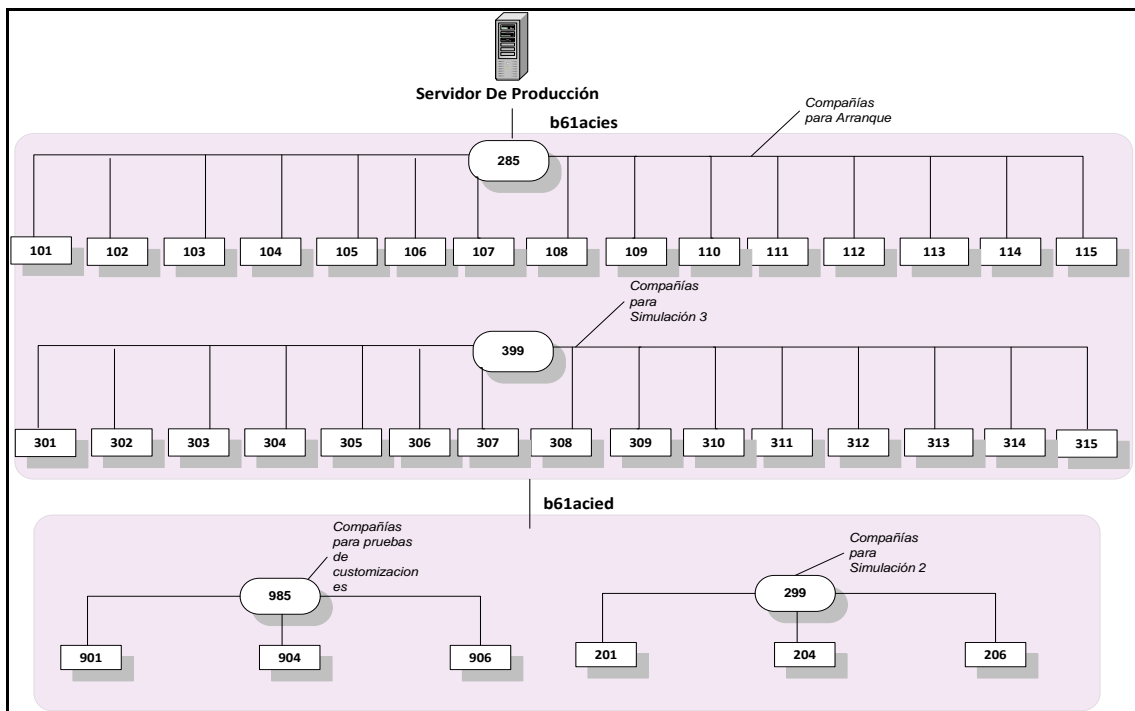 Servidor De Producción
b61acies
Compañías
para Arranque
285
101 102 103 104 105 106 107 108 109 110 111 112 113 114 115
Compañías
para
Simulación 3
399
301 302 303 304 305 306 307 308 309 310 311 312 313 314 315
b61acied
Compañías
para pruebas
de
customizacion
es
985
901 904 906
Compañías
para
Simulación 2
299
201 204 206